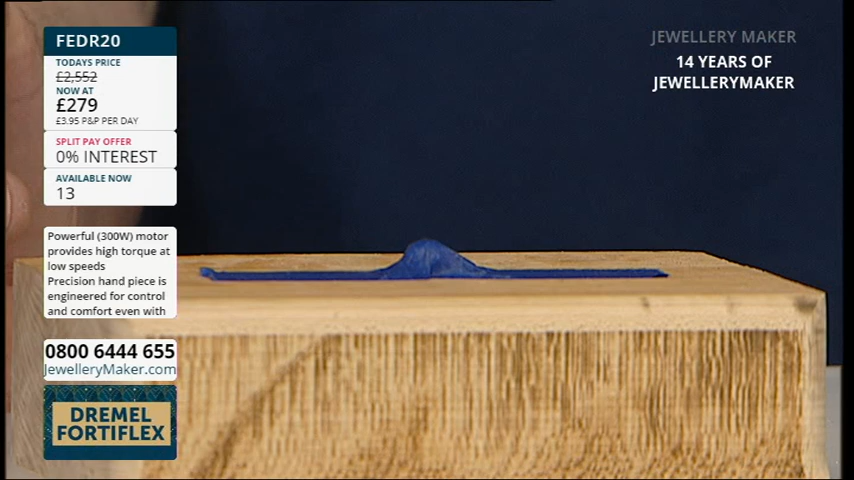 FEDR20
TODAYS PRICE
£2,552
NOW AT
£279
£3.95 P&P PER DAY
SPLIT PAY OFFER
0% INTEREST
AVAILABLE NOW
13
Powerful (300W) motor
provides high torque at
low speeds
Precision hand piece is
engineered for control
and comfort even with
0800 6444 655
JewelleryMaker.com
DREMEL
FORTIFLEX
JEWELLERY MAKER
14 YEARS OF
JEWELLERYMAKER